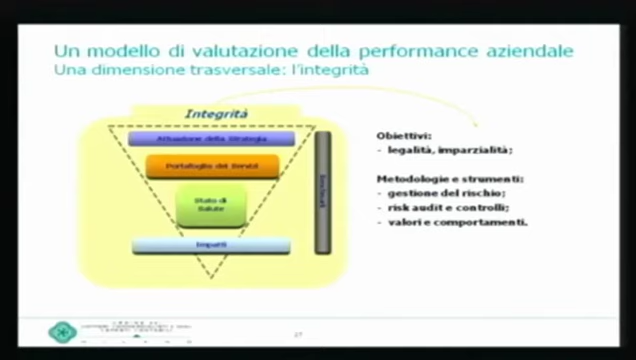 Un modello di valutazione della performance aziendale
Una dimensione trasversale: l'integrità
Integrità
Attuazione della Strategia
Portafoglio dei Servizi
Stato di
Salute
Impatti
Obiettivi:
- legalità, imparzialità;
Metodologie e strumenti:
- gestione del rischio;
- risk audit e controlli;
- valori e comportamenti.